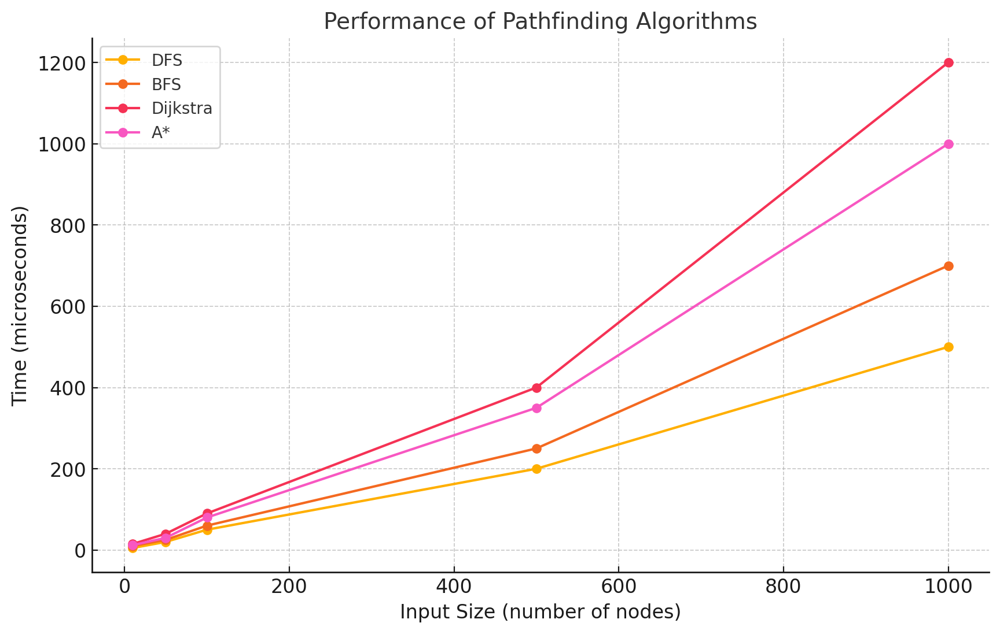 Performance of Pathfinding Algorithms
DFS
BFS
Dijkstra
A*
1200
1000
800
600
400
200
0
Time (microseconds)
0 200 400 600 800 1000
Input Size (number of nodes)